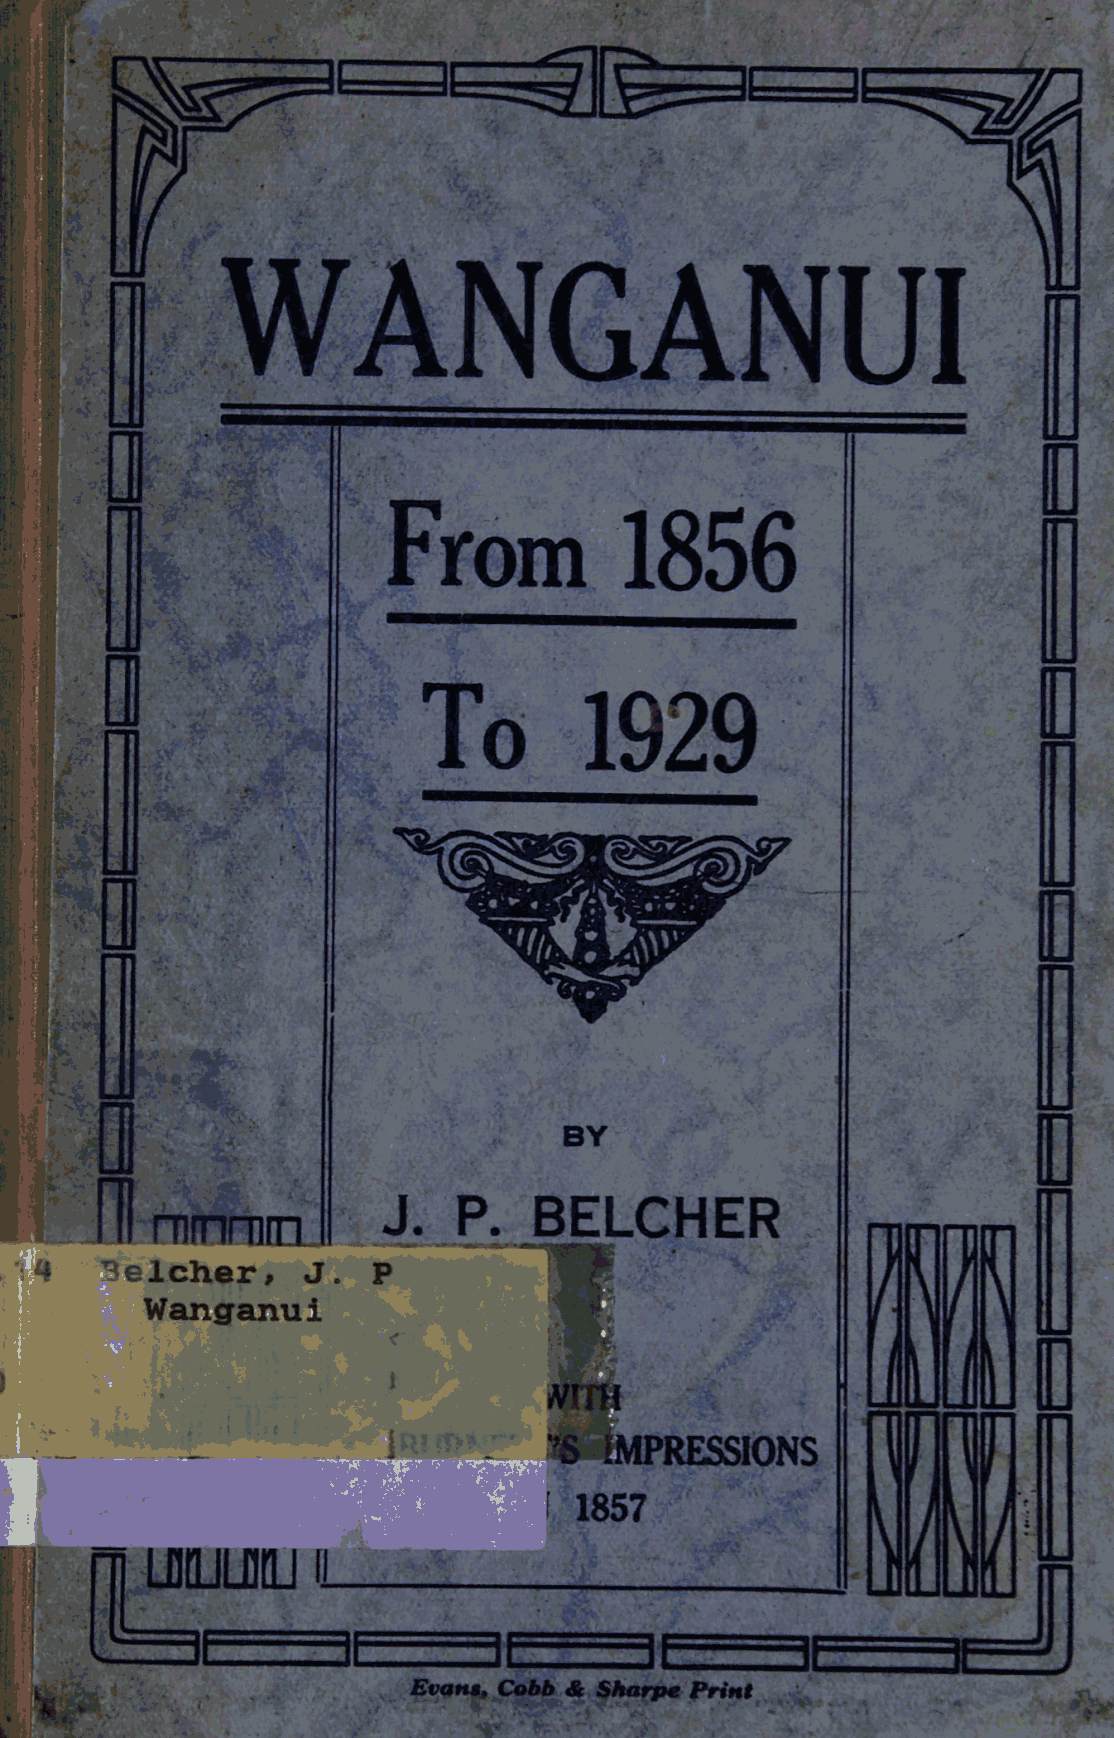 WANGANUI
From 1856
To 1929
BY
J. P. BELCHER
Belcher, J. P
Wanganui
WITH
IMPRESSIONS
1857
Evans, Cobb & Sharpe Print